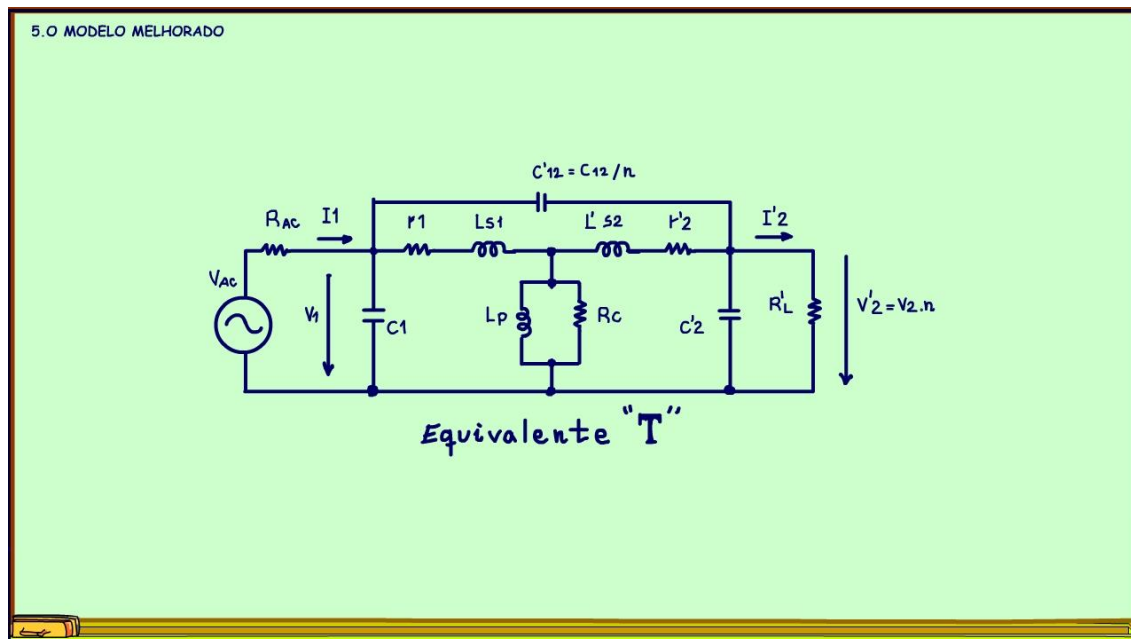 5.O MODELO MELHORADO
C'12 = C12/n
RAC I1 r1 Ls1 L's2 r'2 I'2
VAC
V1 C1 Lp Rc C'2 R'L V'2=V2.n
Equivalente "T"